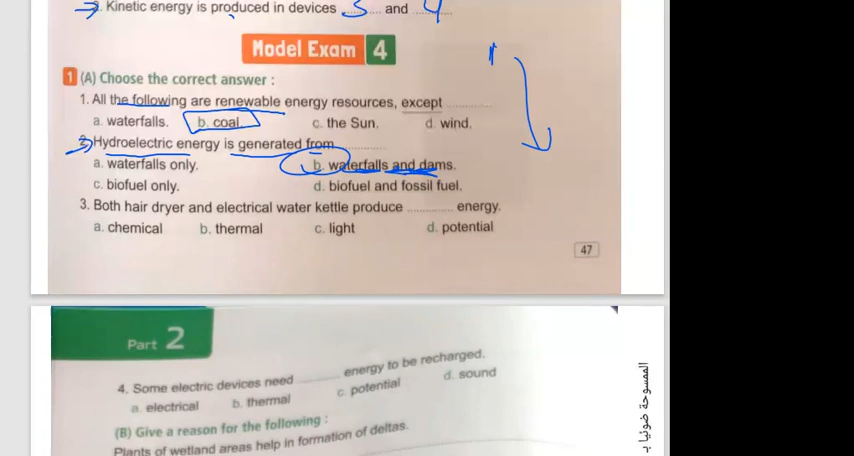 3. Kinetic energy is produced in devices 3 and 4
Model Exam 4
1 (A) Choose the correct answer :
1. All the following are renewable energy resources, except ............
a. waterfalls. b. coal. c. the Sun. d. wind.
2. Hydroelectric energy is generated from ............
a. waterfalls only. b. waterfalls and dams.
c. biofuel only. d. biofuel and fossil fuel.
3. Both hair dryer and electrical water kettle produce ............ energy.
a. chemical b. thermal c. light d. potential
47
Part 2
4. Some electric devices need ............ energy to be recharged.
a. electrical b. thermal c. potential d. sound
(B) Give a reason for the following :
Plants of wetland areas help in formation of deltas.
الممسوحة ضوئيا بـ